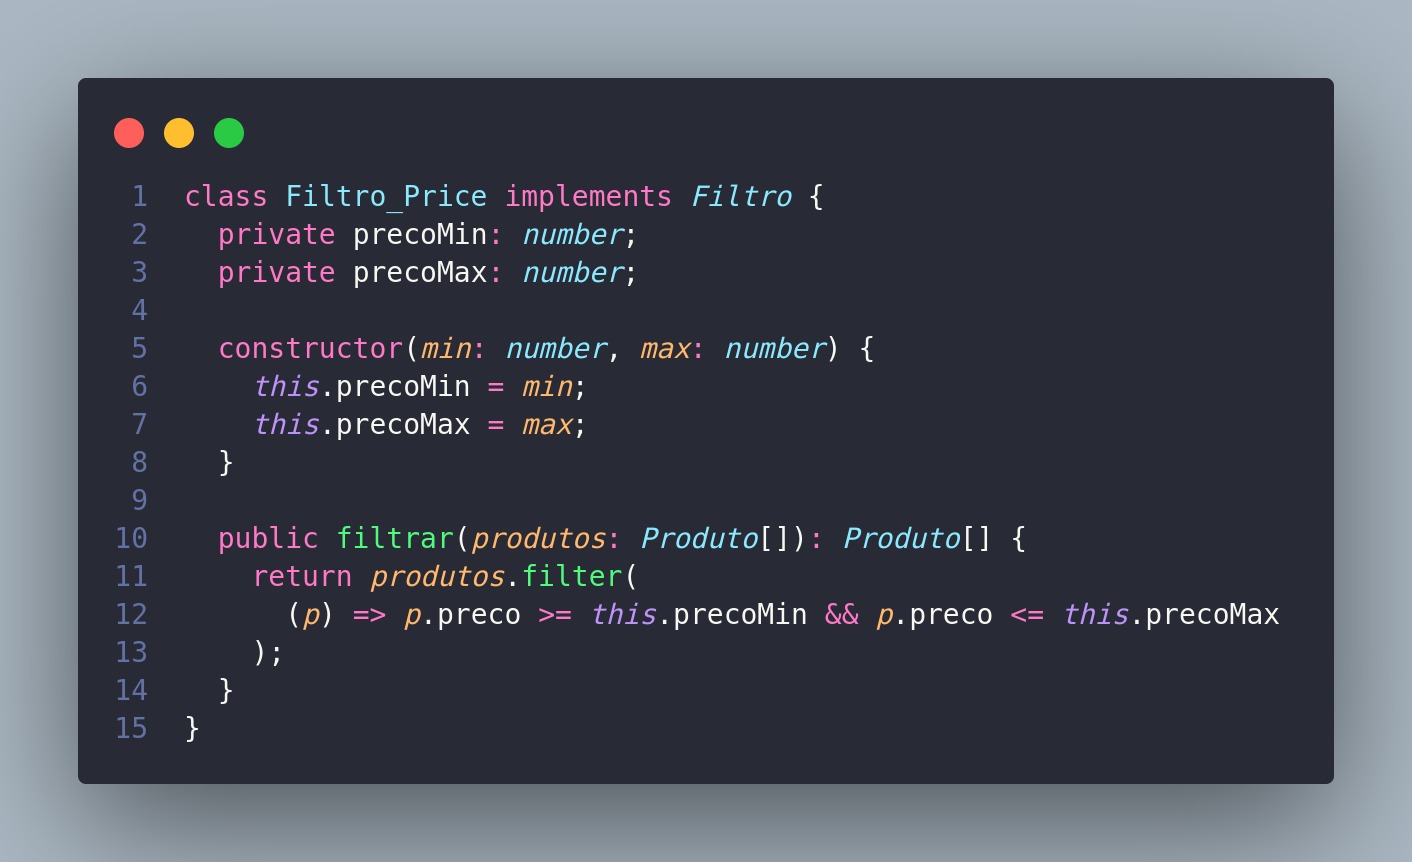 1 class Filtro_Price implements Filtro {
2   private precoMin: number;
3   private precoMax: number;
4
5   constructor(min: number, max: number) {
6     this.precoMin = min;
7     this.precoMax = max;
8   }
9
10   public filtrar(produtos: Produto[]): Produto[] {
11     return produtos.filter(
12       (p) => p.preco >= this.precoMin && p.preco <= this.precoMax
13     );
14   }
15 }